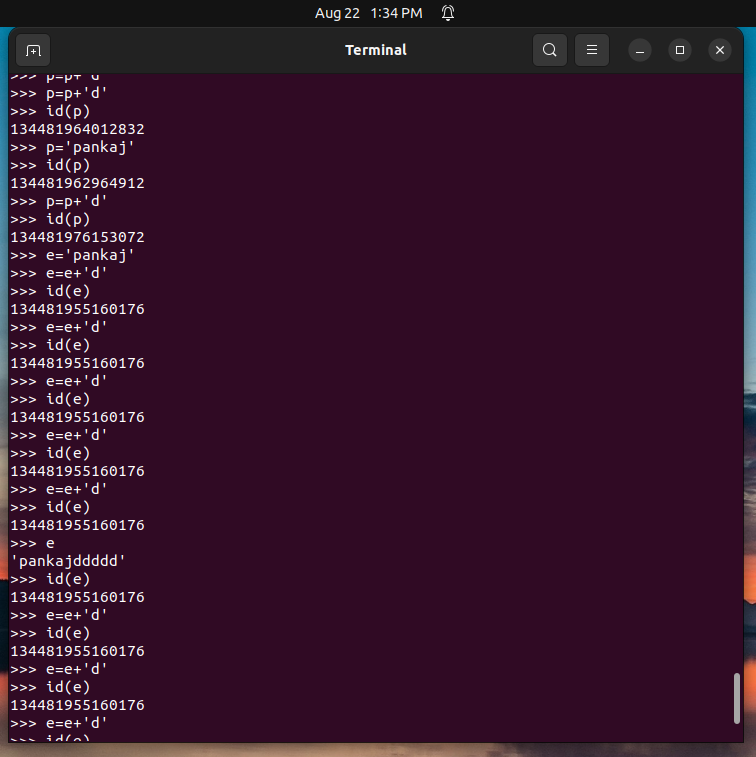 Aug 22 1:34 PM
Terminal
>>> p=p+'d'
>>> p=p+'d'
>>> id(p)
134481964012832
>>> p='pankaj'
>>> id(p)
134481962964912
>>> p=p+'d'
>>> id(p)
134481976153072
>>> e='pankaj'
>>> e=e+'d'
>>> id(e)
134481955160176
>>> e=e+'d'
>>> id(e)
134481955160176
>>> e=e+'d'
>>> id(e)
134481955160176
>>> e=e+'d'
>>> id(e)
134481955160176
>>> e=e+'d'
>>> id(e)
134481955160176
>>> e
'pankajddddd'
>>> id(e)
134481955160176
>>> e=e+'d'
>>> id(e)
134481955160176
>>> e=e+'d'
>>> id(e)
134481955160176
>>> e=e+'d'
>>> id(e)